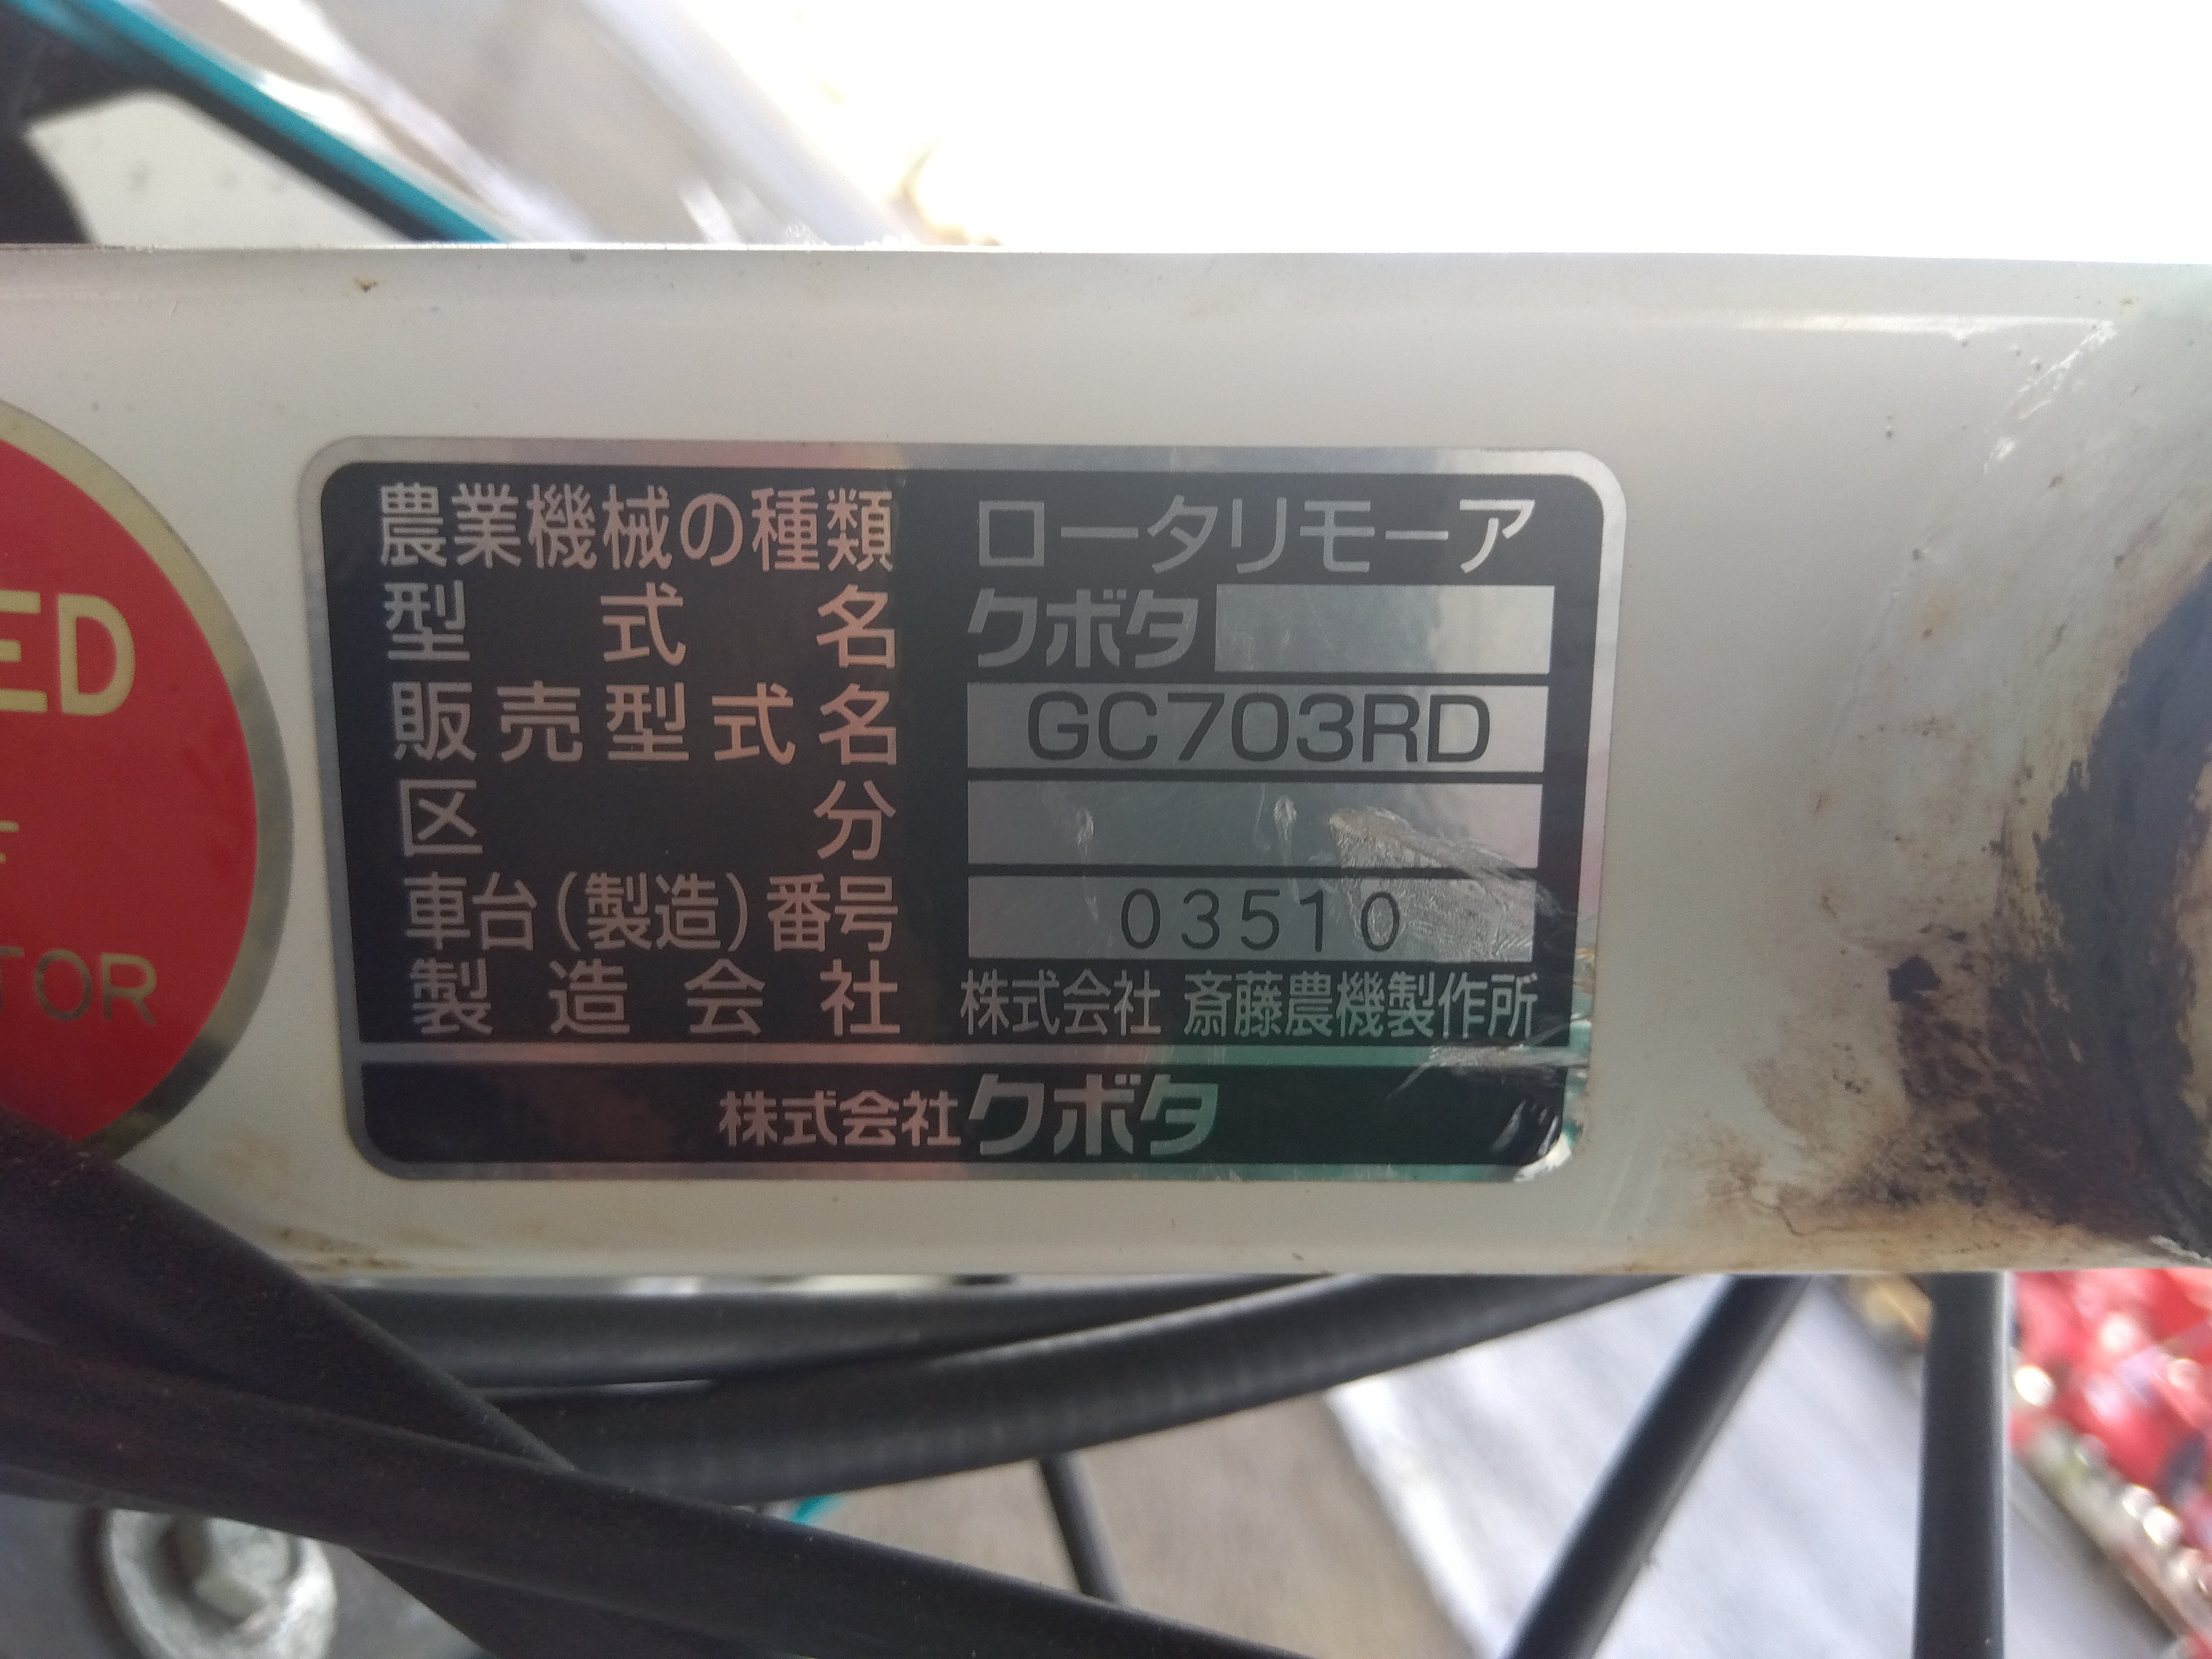 農業機械の種類 ロータリモーア
型式名 クボタ
販売型式名 GC703RD
区分
車台(製造)番号 03510
製造会社 株式会社 斎藤農機製作所
株式会社クボタ
ED
F
TOR